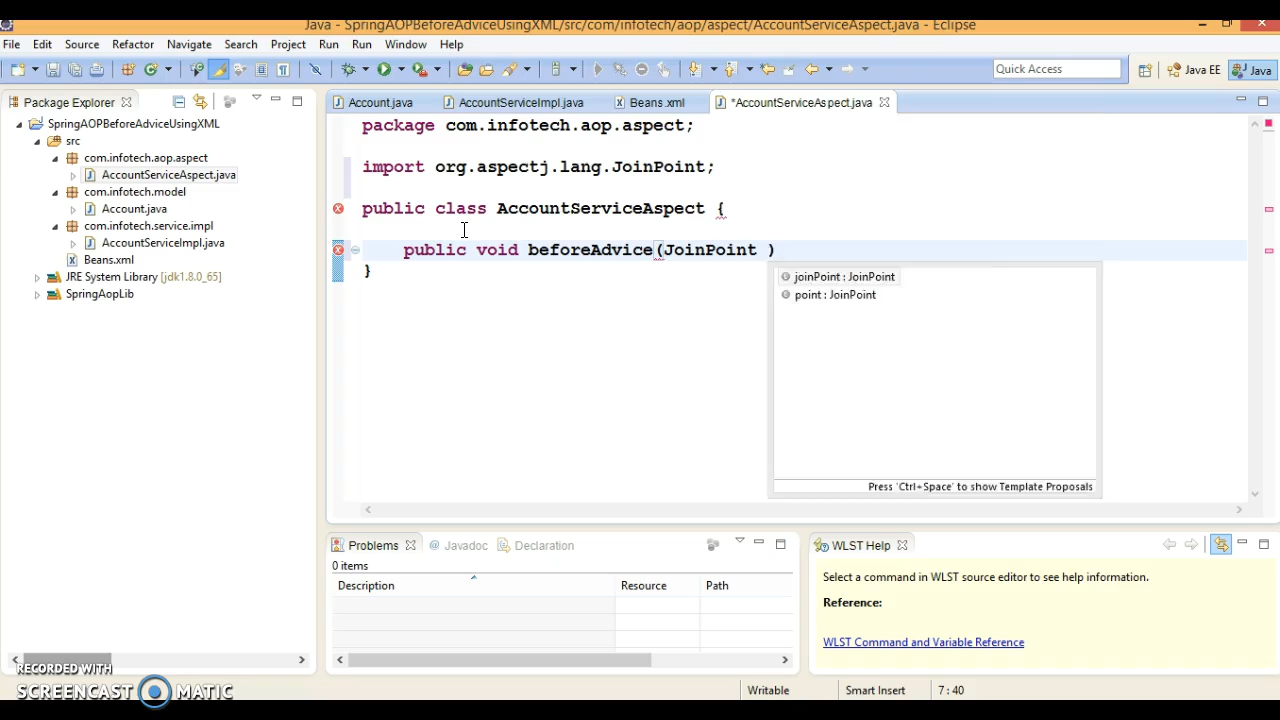 Java - SpringAOPBeforeAdviceUsingXML/src/com/infotech/aop/aspect/AccountServiceAspect.java - Eclipse
File Edit Source Refactor Navigate Search Project Run Run Window Help
Quick Access
Java EE
Java
Package Explorer
SpringAOPBeforeAdviceUsingXML
src
com.infotech.aop.aspect
AccountServiceAspect.java
com.infotech.model
Account.java
com.infotech.service.impl
AccountServiceImpl.java
Beans.xml
JRE System Library [jdk1.8.0_65]
SpringAopLib
Account.java AccountServiceImpl.java Beans.xml *AccountServiceAspect.java
package com.infotech.aop.aspect;
import org.aspectj.lang.JoinPoint;
public class AccountServiceAspect {
public void beforeAdvice(JoinPoint )
}
joinPoint : JoinPoint
point : JoinPoint
Press 'Ctrl+Space' to show Template Proposals
Problems Javadoc Declaration
0 items
Description Resource Path
WLST Help
Select a command in WLST source editor to see help information.
Reference:
WLST Command and Variable Reference
RECORDED WITH
SCREENCAST MATIC
Writable Smart Insert 7 : 40